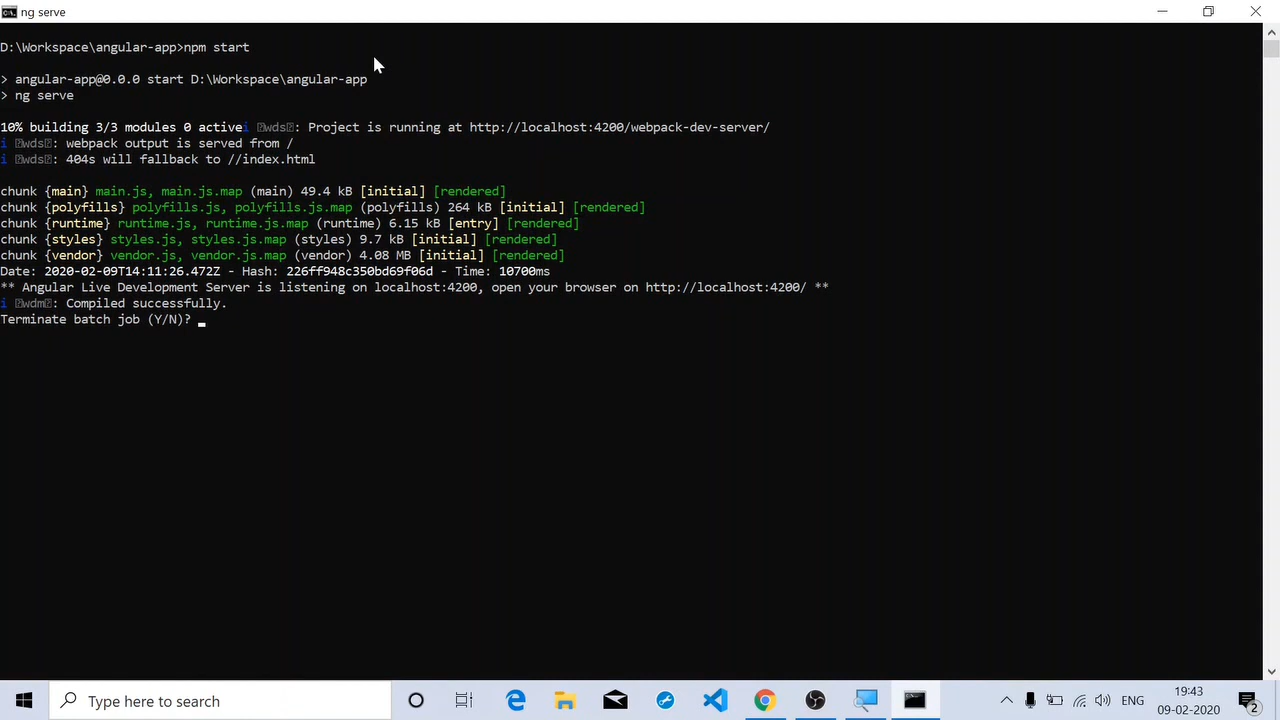 ng serve
D:\Workspace\angular-app>npm start
> angular-app@0.0.0 start D:\Workspace\angular-app
> ng serve
10% building 3/3 modules 0 activei wds: Project is running at http://localhost:4200/webpack-dev-server/
i wds: webpack output is served from /
i wds: 404s will fallback to //index.html
chunk {main} main.js, main.js.map (main) 49.4 kB [initial] [rendered]
chunk {polyfills} polyfills.js, polyfills.js.map (polyfills) 264 kB [initial] [rendered]
chunk {runtime} runtime.js, runtime.js.map (runtime) 6.15 kB [entry] [rendered]
chunk {styles} styles.js, styles.js.map (styles) 9.7 kB [initial] [rendered]
chunk {vendor} vendor.js, vendor.js.map (vendor) 4.08 MB [initial] [rendered]
Date: 2020-02-09T14:11:26.472Z - Hash: 226ff948c350bd69f06d - Time: 10700ms
** Angular Live Development Server is listening on localhost:4200, open your browser on http://localhost:4200/ **
i wdm: Compiled successfully.
Terminate batch job (Y/N)?
Type here to search
ENG
19:43
09-02-2020
2